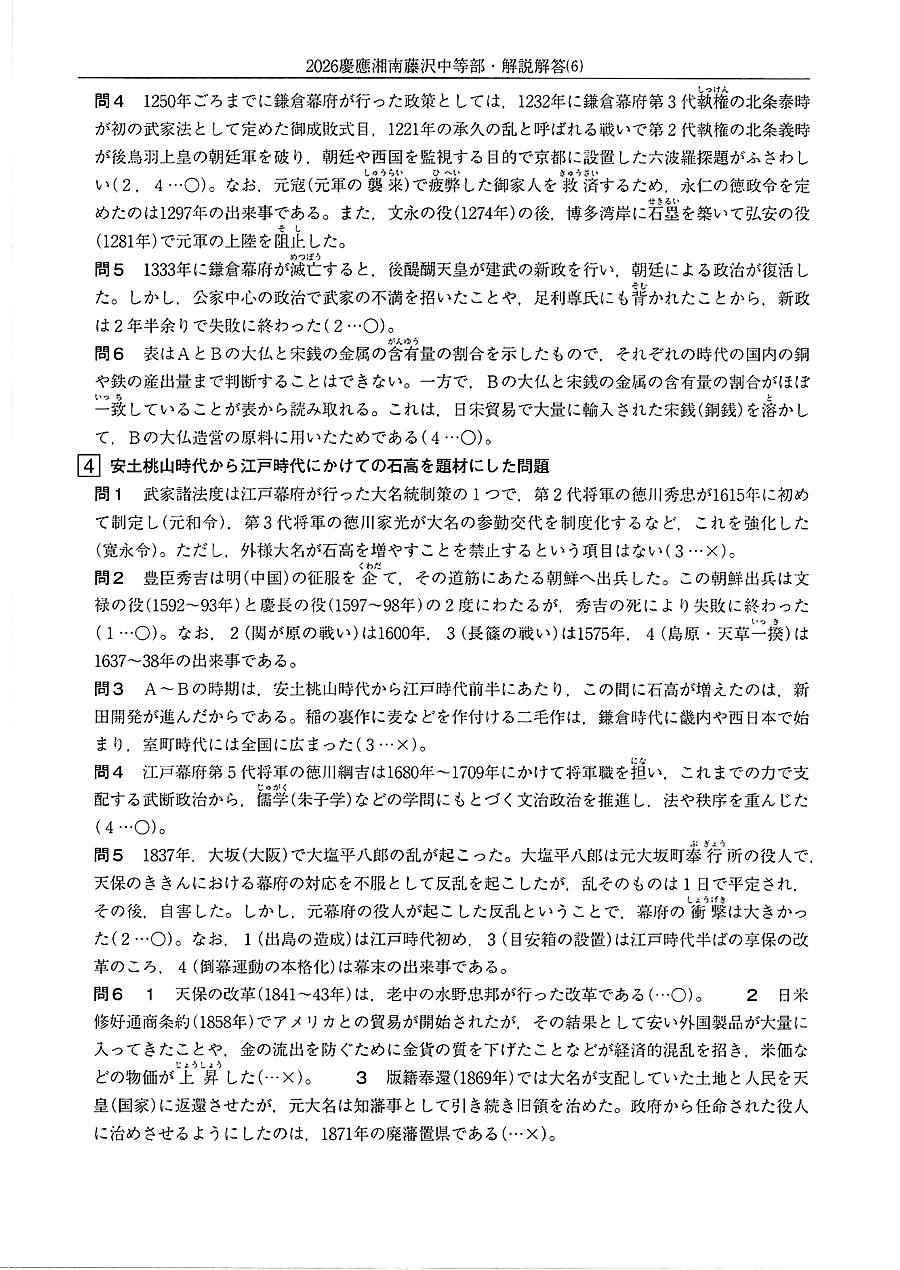 2026慶應湘南藤沢中等部・解説解答(6)
問4　1250年ごろまでに鎌倉幕府が行った政策としては，1232年に鎌倉幕府第3代執権の北条泰時
が初の武家法として定めた御成敗式目，1221年の承久の乱と呼ばれる戦いで第2代執権の北条義時
が後鳥羽上皇の朝廷軍を破り，朝廷や西国を監視する目的で京都に設置した六波羅探題がふさわし
い(2，4…○)。なお，元寇(元軍の襲来)で疲弊した御家人を救済するため，永仁の徳政令を定
めたのは1297年の出来事である。また，文永の役(1274年)の後，博多湾岸に石塁を築いて弘安の役
(1281年)で元軍の上陸を阻止した。
問5　1333年に鎌倉幕府が滅亡すると，後醍醐天皇が建武の新政を行い，朝廷による政治が復活し
た。しかし，公家中心の政治で武家の不満を招いたことや，足利尊氏にも背かれたことから，新政
は2年半余りで失敗に終わった(2…○)。
問6　表はAとBの大仏と宋銭の金属の含有量の割合を示したもので，それぞれの時代の国内の銅
や鉄の産出量まで判断することはできない。一方で，Bの大仏と宋銭の金属の含有量の割合がほぼ
一致していることが表から読み取れる。これは，日宋貿易で大量に輸入された宋銭(銅銭)を溶かし
て，Bの大仏造営の原料に用いたためである(4…○)。
4　安土桃山時代から江戸時代にかけての石高を題材にした問題
問1　武家諸法度は江戸幕府が行った大名統制策の1つで，第2代将軍の徳川秀忠が1615年に初め
て制定し(元和令)，第3代将軍の徳川家光が大名の参勤交代を制度化するなど，これを強化した
(寛永令)。ただし，外様大名が石高を増やすことを禁止するという項目はない(3…×)。
問2　豊臣秀吉は明(中国)の征服を企て，その道筋にあたる朝鮮へ出兵した。この朝鮮出兵は文
禄の役(1592～93年)と慶長の役(1597～98年)の2度にわたるが，秀吉の死により失敗に終わった
(1…○)。なお，2(関が原の戦い)は1600年，3(長篠の戦い)は1575年，4(島原・天草一揆)は
1637～38年の出来事である。
問3　A～Bの時期は，安土桃山時代から江戸時代前半にあたり，この間に石高が増えたのは，新
田開発が進んだからである。稲の裏作に麦などを作付ける二毛作は，鎌倉時代に畿内や西日本で始
まり，室町時代には全国に広まった(3…×)。
問4　江戸幕府第5代将軍の徳川綱吉は1680年～1709年にかけて将軍職を担い，これまでの力で支
配する武断政治から，儒学(朱子学)などの学問にもとづく文治政治を推進し，法や秩序を重んじた
(4…○)。
問5　1837年，大坂(大阪)で大塩平八郎の乱が起こった。大塩平八郎は元大坂町奉行所の役人で，
天保のききんにおける幕府の対応を不服として反乱を起こしたが，乱そのものは1日で平定され，
その後，自害した。しかし，元幕府の役人が起こした反乱ということで，幕府の衝撃は大きかっ
た(2…○)。なお，1(出島の造成)は江戸時代初め，3(目安箱の設置)は江戸時代半ばの享保の改
革のころ，4(倒幕運動の本格化)は幕末の出来事である。
問6　1　天保の改革(1841～43年)は，老中の水野忠邦が行った改革である(…○)。　2　日米
修好通商条約(1858年)でアメリカとの貿易が開始されたが，その結果として安い外国製品が大量に
入ってきたことや，金の流出を防ぐために金貨の質を下げたことなどが経済的混乱を招き，米価な
どの物価が上昇した(…×)。　3　版籍奉還(1869年)では大名が支配していた土地と人民を天
皇(国家)に返還させたが，元大名は知藩事として引き続き旧領を治めた。政府から任命された役人
に治めさせるようにしたのは，1871年の廃藩置県である(…×)。